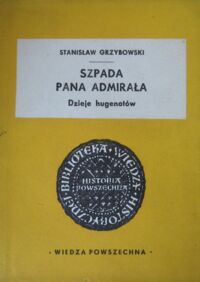 STANISŁAW GRZYBOWSKI
SZPADA
PANA ADMIRAŁA
Dzieje hugenotów
BIBLIOTEKA WIEDZY HISTORYCZNEJ
HISTORIA
POWSZECHNA
• WIEDZA POWSZECHNA •